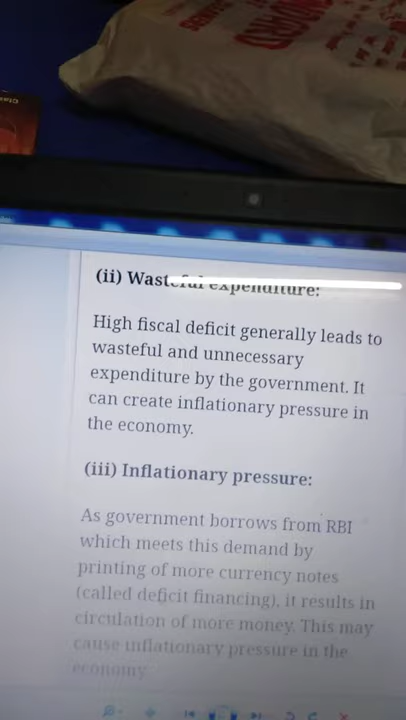 (ii) Wasteful expenditure:
High fiscal deficit generally leads to
wasteful and unnecessary
expenditure by the government. It
can create inflationary pressure in
the economy.
(iii) Inflationary pressure:
As government borrows from RBI
which meets this demand by
printing of more currency notes
(called deficit financing), it results in
circulation of more money. This may
cause inflationary pressure in the
economy